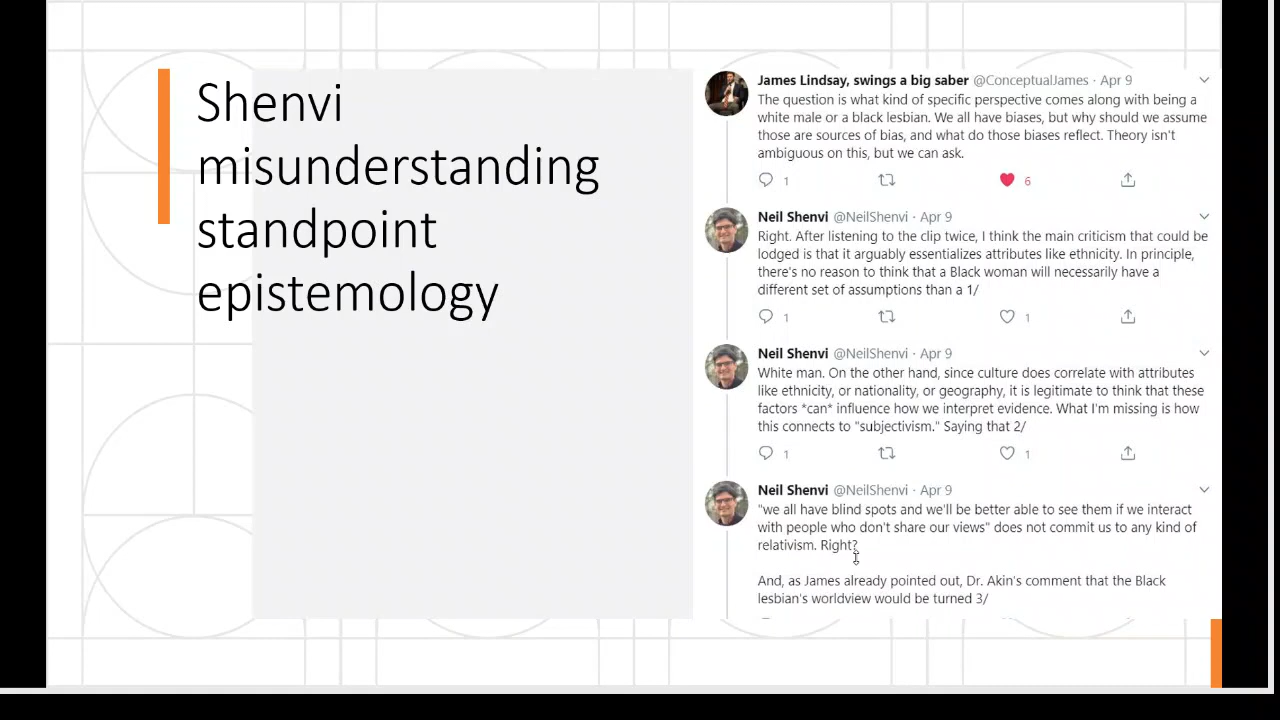 Shenvi
misunderstanding
standpoint
epistemology
James Lindsay, swings a big saber @ConceptualJames · Apr 9
The question is what kind of specific perspective comes along with being a
white male or a black lesbian. We all have biases, but why should we assume
those are sources of bias, and what do those biases reflect. Theory isn't
ambiguous on this, but we can ask.
1 6
Neil Shenvi @NeilShenvi · Apr 9
Right. After listening to the clip twice, I think the main criticism that could be
lodged is that it arguably essentializes attributes like ethnicity. In principle,
there's no reason to think that a Black woman will necessarily have a
different set of assumptions than a 1/
1 1
Neil Shenvi @NeilShenvi · Apr 9
White man. On the other hand, since culture does correlate with attributes
like ethnicity, or nationality, or geography, it is legitimate to think that these
factors *can* influence how we interpret evidence. What I'm missing is how
this connects to "subjectivism." Saying that 2/
1 1
Neil Shenvi @NeilShenvi · Apr 9
"we all have blind spots and we'll be better able to see them if we interact
with people who don't share our views" does not commit us to any kind of
relativism. Right?
And, as James already pointed out, Dr. Akin's comment that the Black
lesbian's worldview would be turned 3/